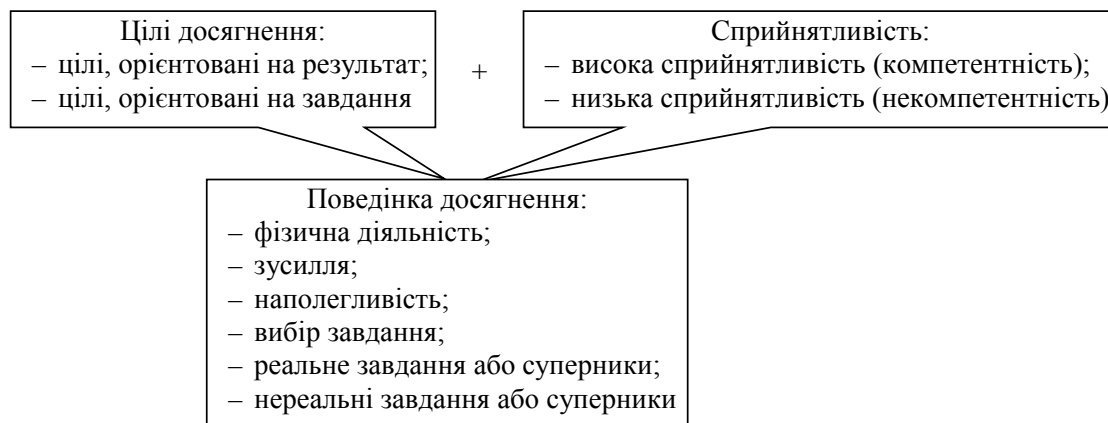 Цілі досягнення:
– цілі, орієнтовані на результат;
– цілі, орієнтовані на завдання
+
Сприйнятливість:
– висока сприйнятливість (компетентність);
– низька сприйнятливість (некомпетентність)
Поведінка досягнення:
– фізична діяльність;
– зусилля;
– наполегливість;
– вибір завдання;
– реальне завдання або суперники;
– нереальні завдання або суперники